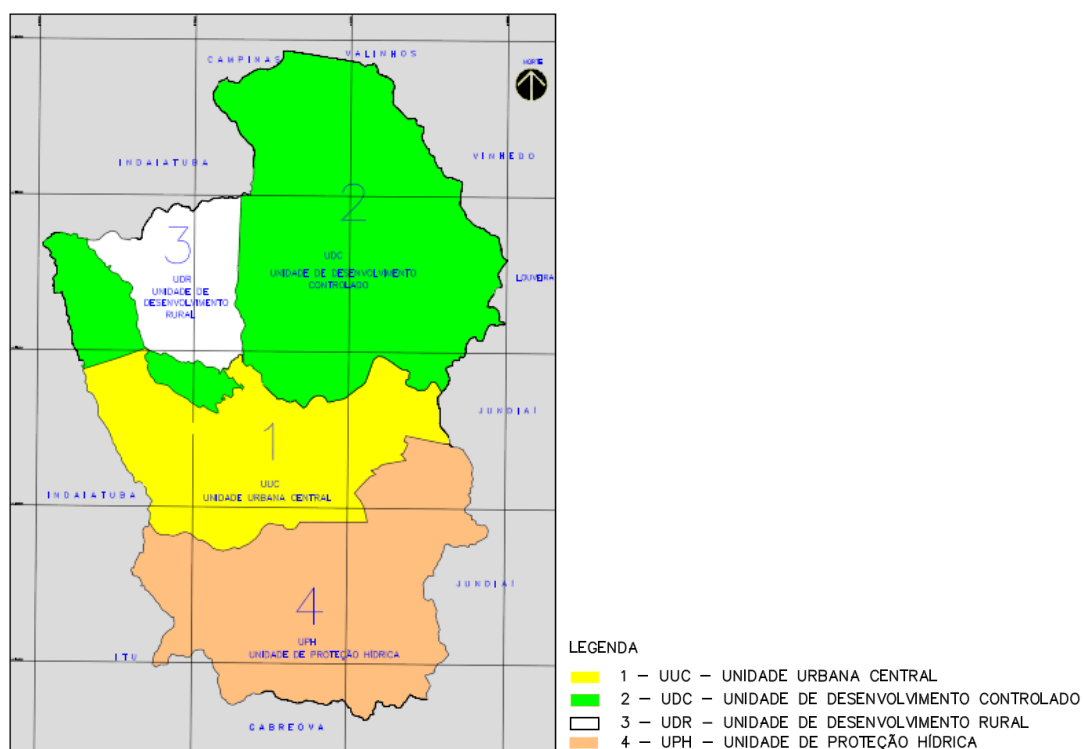 CAMPINAS
VALINHOS
NORTE
INDAIATUBA
VINHEDO
2
3
UDC
UNIDADE DE DESENVOLVIMENTO
CONTROLADO
UDR
UNIDADE DE
DESENVOLVIMENTO
RURAL
LOUVEIRA
JUNDIAÍ
1
UUC
UNIDADE URBANA CENTRAL
INDAIATUBA
JUNDIAÍ
4
UPH
UNIDADE DE PROTEÇÃO HÍDRICA
ITU
CABREÚVA
LEGENDA
1 – UUC – UNIDADE URBANA CENTRAL
2 – UDC – UNIDADE DE DESENVOLVIMENTO CONTROLADO
3 – UDR – UNIDADE DE DESENVOLVIMENTO RURAL
4 – UPH – UNIDADE DE PROTEÇÃO HÍDRICA